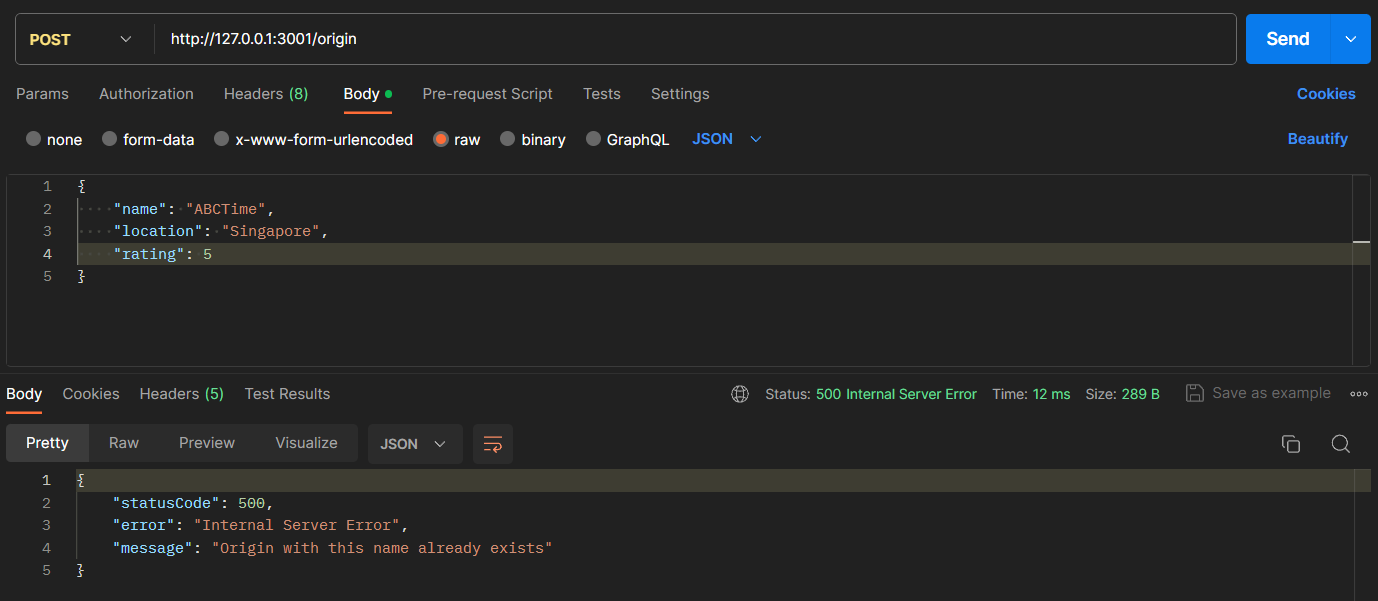 POST http://127.0.0.1:3001/origin Send
Params Authorization Headers (8) Body Pre-request Script Tests Settings Cookies
none form-data x-www-form-urlencoded raw binary GraphQL JSON Beautify
1 {
2 ····"name":·"ABCTime",
3 ····"location":·"Singapore",
4 ····"rating": 5
5 }
Body Cookies Headers (5) Test Results Status: 500 Internal Server Error Time: 12 ms Size: 289 B Save as example
Pretty Raw Preview Visualize JSON
1 {
2 "statusCode": 500,
3 "error": "Internal Server Error",
4 "message": "Origin with this name already exists"
5 }